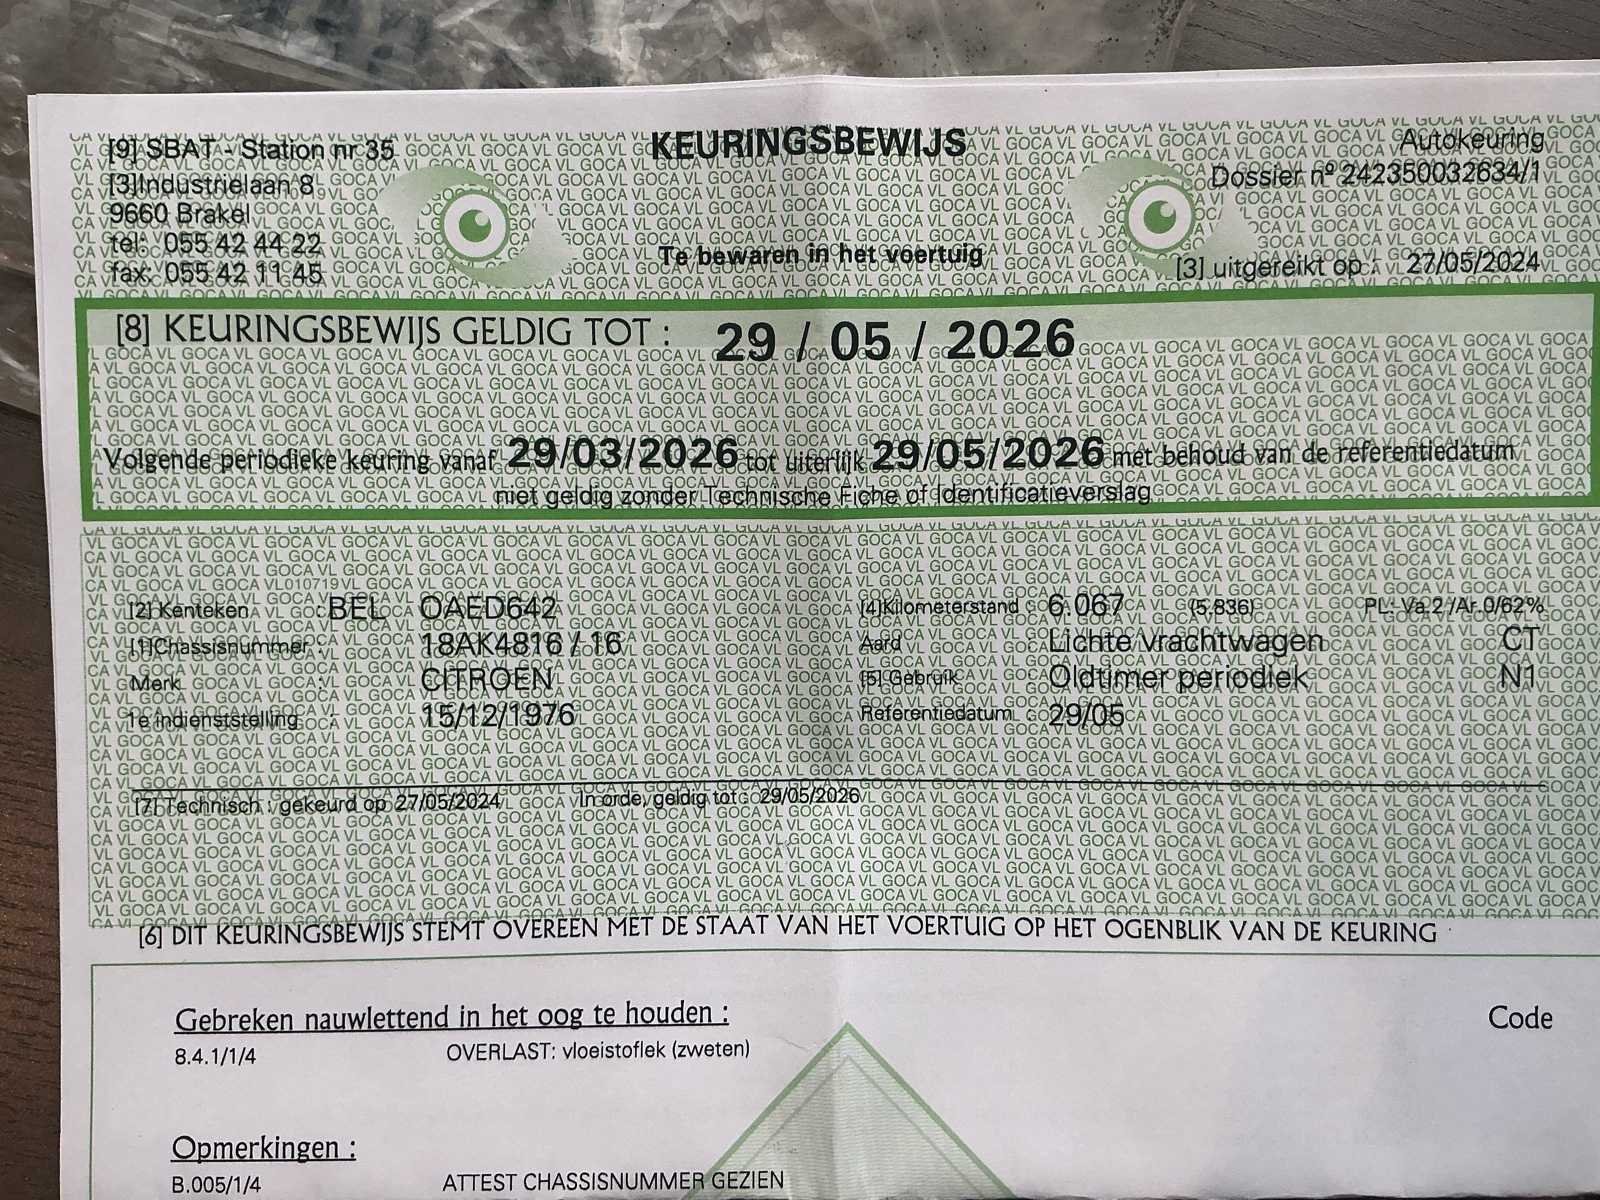 KEURINGSBEWIJS
[9] SBAT - Station nr 35
[3]Industrielaan 8
9660 Brakel
tel: 055 42 44 22
fax: 055 42 11 45
Te bewaren in het voertuig
Autokeuring
Dossier nº 242350032634/1
[3] uitgereikt op : 27/05/2024
[8] KEURINGSBEWIJS GELDIG TOT : 29 / 05 / 2026
Volgende periodieke keuring vanaf 29/03/2026 tot uiterlijk 29/05/2026 met behoud van de referentiedatum
niet geldig zonder Technische Fiche of Identificatieverslag
[2] Kenteken : BEL OAED642
[1]Chassisnummer : 18AK4816 / 16
Merk : CITROEN
1e indienststelling : 15/12/1976
[4]Kilometerstand : 6.067 (5.836) PL: Va.2 /Ar.0/62%
Aard Lichte vrachtwagen CT
[5] Gebruik Oldtimer periodiek N1
Referentiedatum : 29/05
[7] Technisch : gekeurd op 27/05/2024 In orde, geldig tot : 29/05/2026
[6] DIT KEURINGSBEWIJS STEMT OVEREEN MET DE STAAT VAN HET VOERTUIG OP HET OGENBLIK VAN DE KEURING
Gebreken nauwlettend in het oog te houden : Code
8.4.1/1/4 OVERLAST: vloeistoflek (zweten)
Opmerkingen :
B.005/1/4 ATTEST CHASSISNUMMER GEZIEN